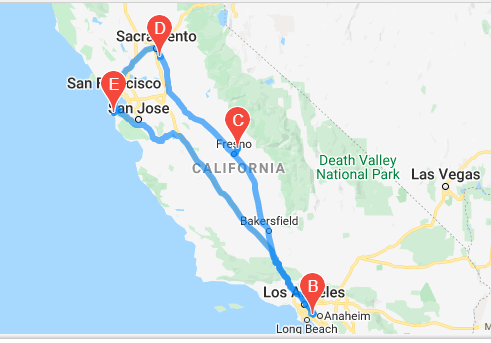 D
Sacramento
San Francisco
E
San Jose
C
Fresno
CALIFORNIA
Death Valley
National Park
Las Vegas
Bakersfield
B
Los Angeles
Anaheim
Long Beach
M